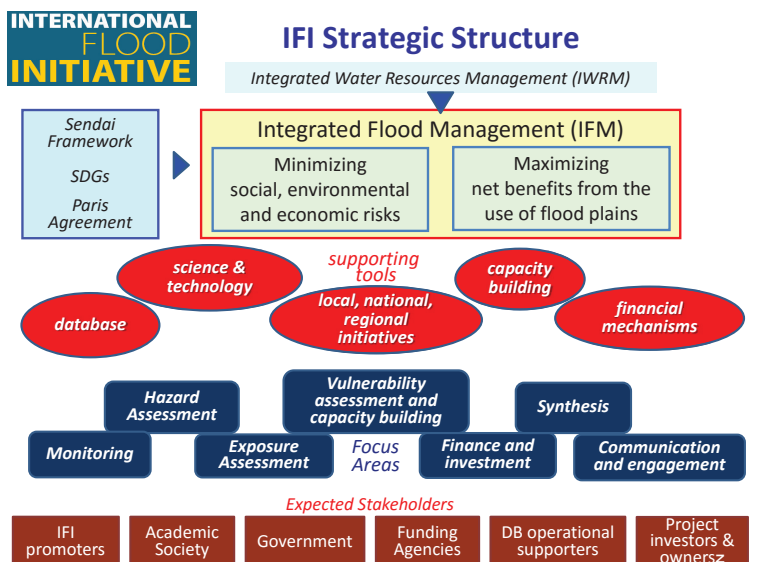 INTERNATIONAL
FLOOD
INITIATIVE
IFI Strategic Structure
Integrated Water Resources Management (IWRM)
Sendai
Framework
SDGs
Paris
Agreement
Integrated Flood Management (IFM)
Minimizing
social, environmental
and economic risks
Maximizing
net benefits from the
use of flood plains
supporting
tools
database
science &
technology
local, national,
regional
initiatives
capacity
building
financial
mechanisms
Monitoring
Hazard
Assessment
Exposure
Assessment
Vulnerability
assessment and
capacity building
Focus
Areas
Finance and
investment
Synthesis
Communication
and engagement
Expected Stakeholders
IFI
promoters
Academic
Society
Government
Funding
Agencies
DB operational
supporters
Project
investors &
owners2